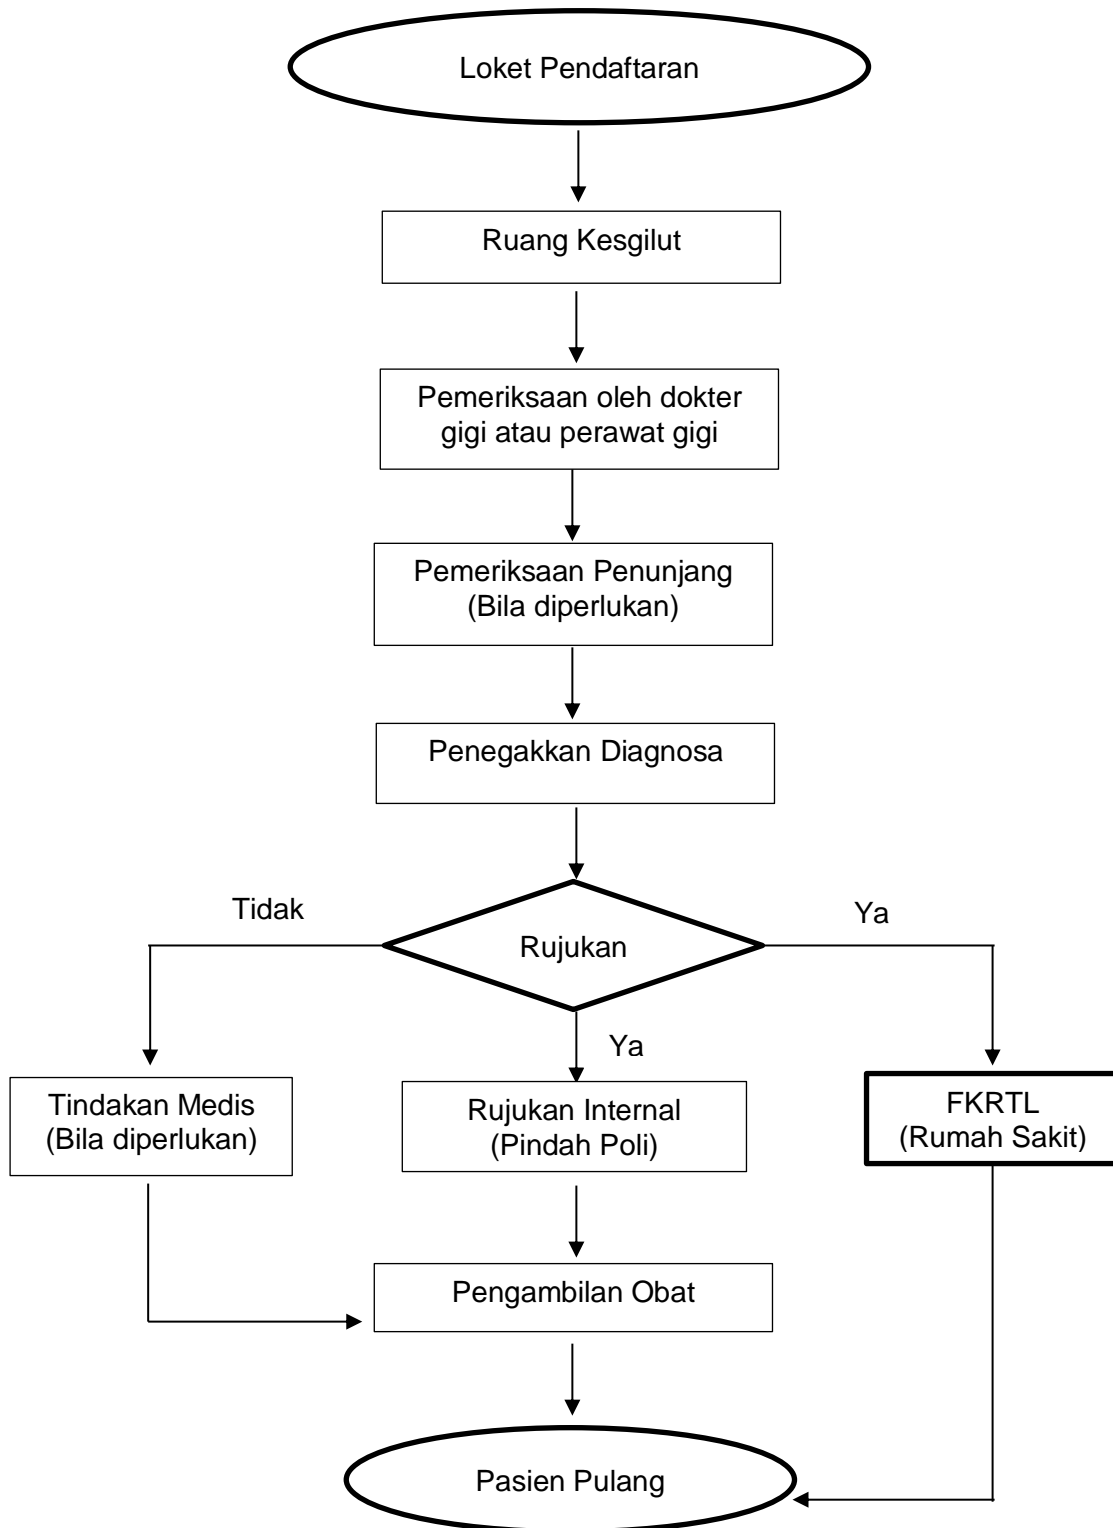 Loket Pendaftaran
Ruang Kesgilut
Pemeriksaan oleh dokter
gigi atau perawat gigi
Pemeriksaan Penunjang
(Bila diperlukan)
Penegakkan Diagnosa
Tidak
Ya
Rujukan
Ya
Tindakan Medis
(Bila diperlukan)
Rujukan Internal
(Pindah Poli)
FKRTL
(Rumah Sakit)
Pengambilan Obat
Pasien Pulang